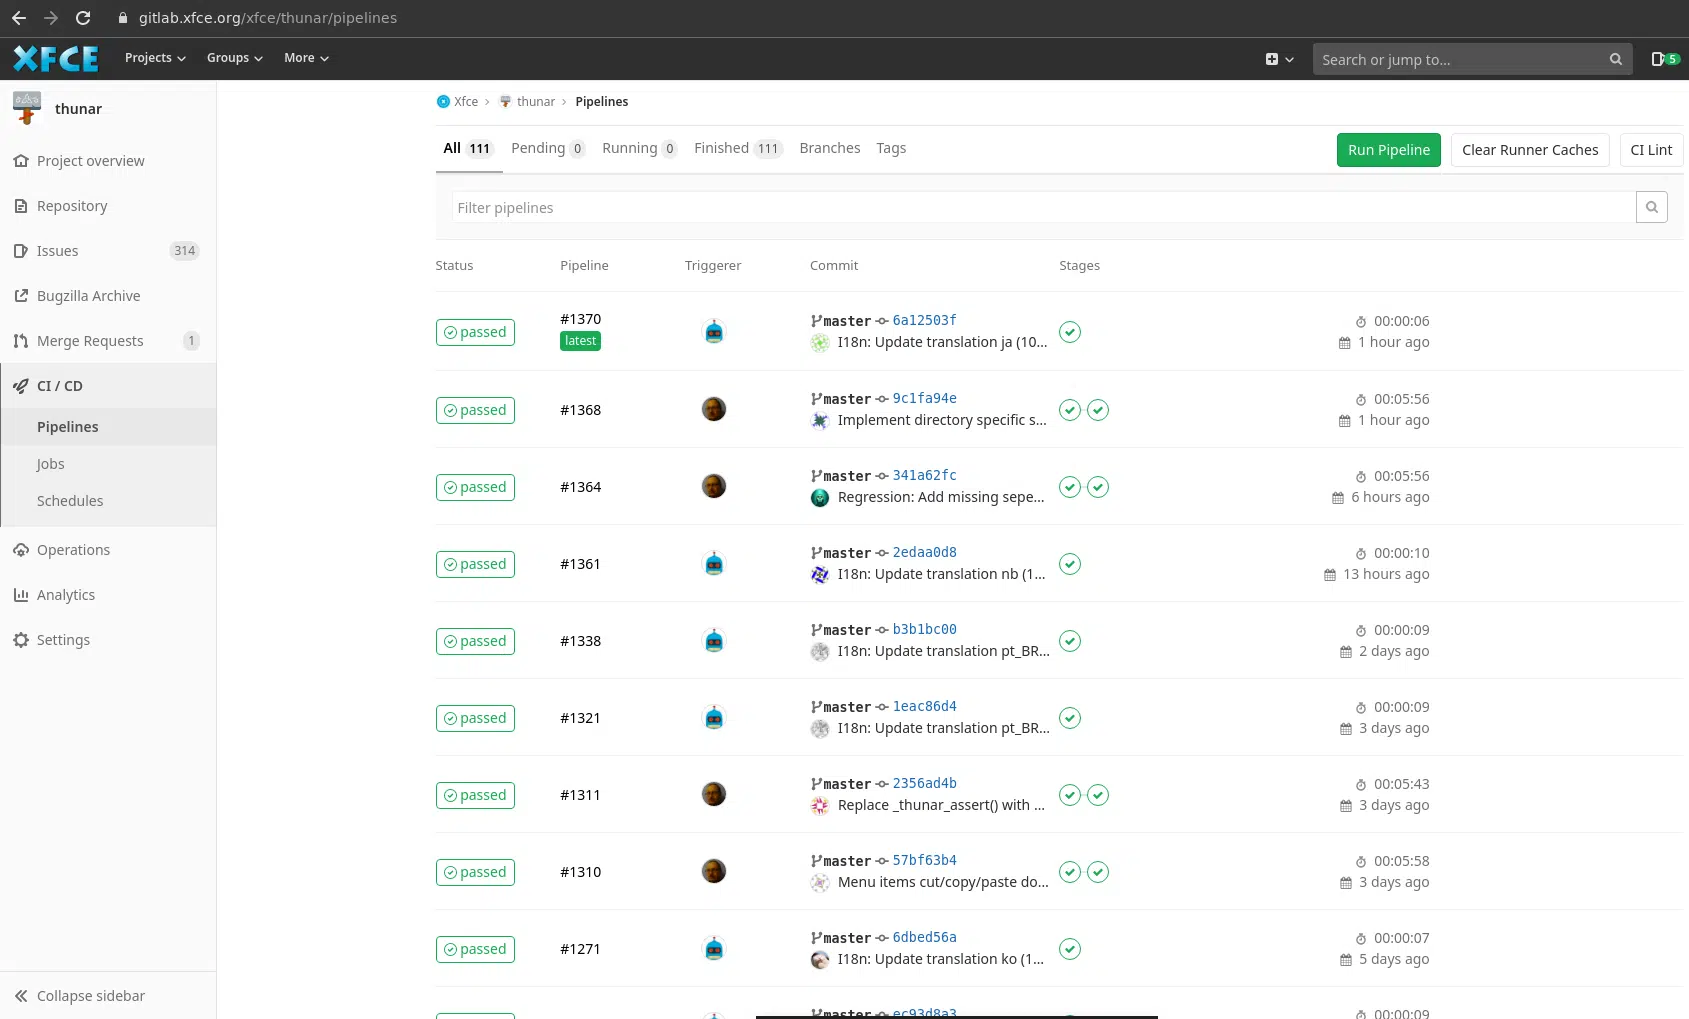 gitlab.xfce.org/xfce/thunar/pipelines
XFCE Projects Groups More Search or jump to... 5
thunar
Project overview
Repository
Issues 314
Bugzilla Archive
Merge Requests 1
CI / CD
Pipelines
Jobs
Schedules
Operations
Analytics
Settings
Collapse sidebar
Xfce › thunar › Pipelines
All 111 Pending 0 Running 0 Finished 111 Branches Tags Run Pipeline Clear Runner Caches CI Lint
Filter pipelines
Status Pipeline Triggerer Commit Stages
passed #1370 latest master 6a12503f 00:00:06
I18n: Update translation ja (10... 1 hour ago
passed #1368 master 9c1fa94e 00:05:56
Implement directory specific s... 1 hour ago
passed #1364 master 341a62fc 00:05:56
Regression: Add missing sepe... 6 hours ago
passed #1361 master 2edaa0d8 00:00:10
I18n: Update translation nb (1... 13 hours ago
passed #1338 master b3b1bc00 00:00:09
I18n: Update translation pt_BR... 2 days ago
passed #1321 master 1eac86d4 00:00:09
I18n: Update translation pt_BR... 3 days ago
passed #1311 master 2356ad4b 00:05:43
Replace _thunar_assert() with ... 3 days ago
passed #1310 master 57bf63b4 00:05:58
Menu items cut/copy/paste do... 3 days ago
passed #1271 master 6dbed56a 00:00:07
I18n: Update translation ko (1... 5 days ago
master ec93d8a3 00:00:09